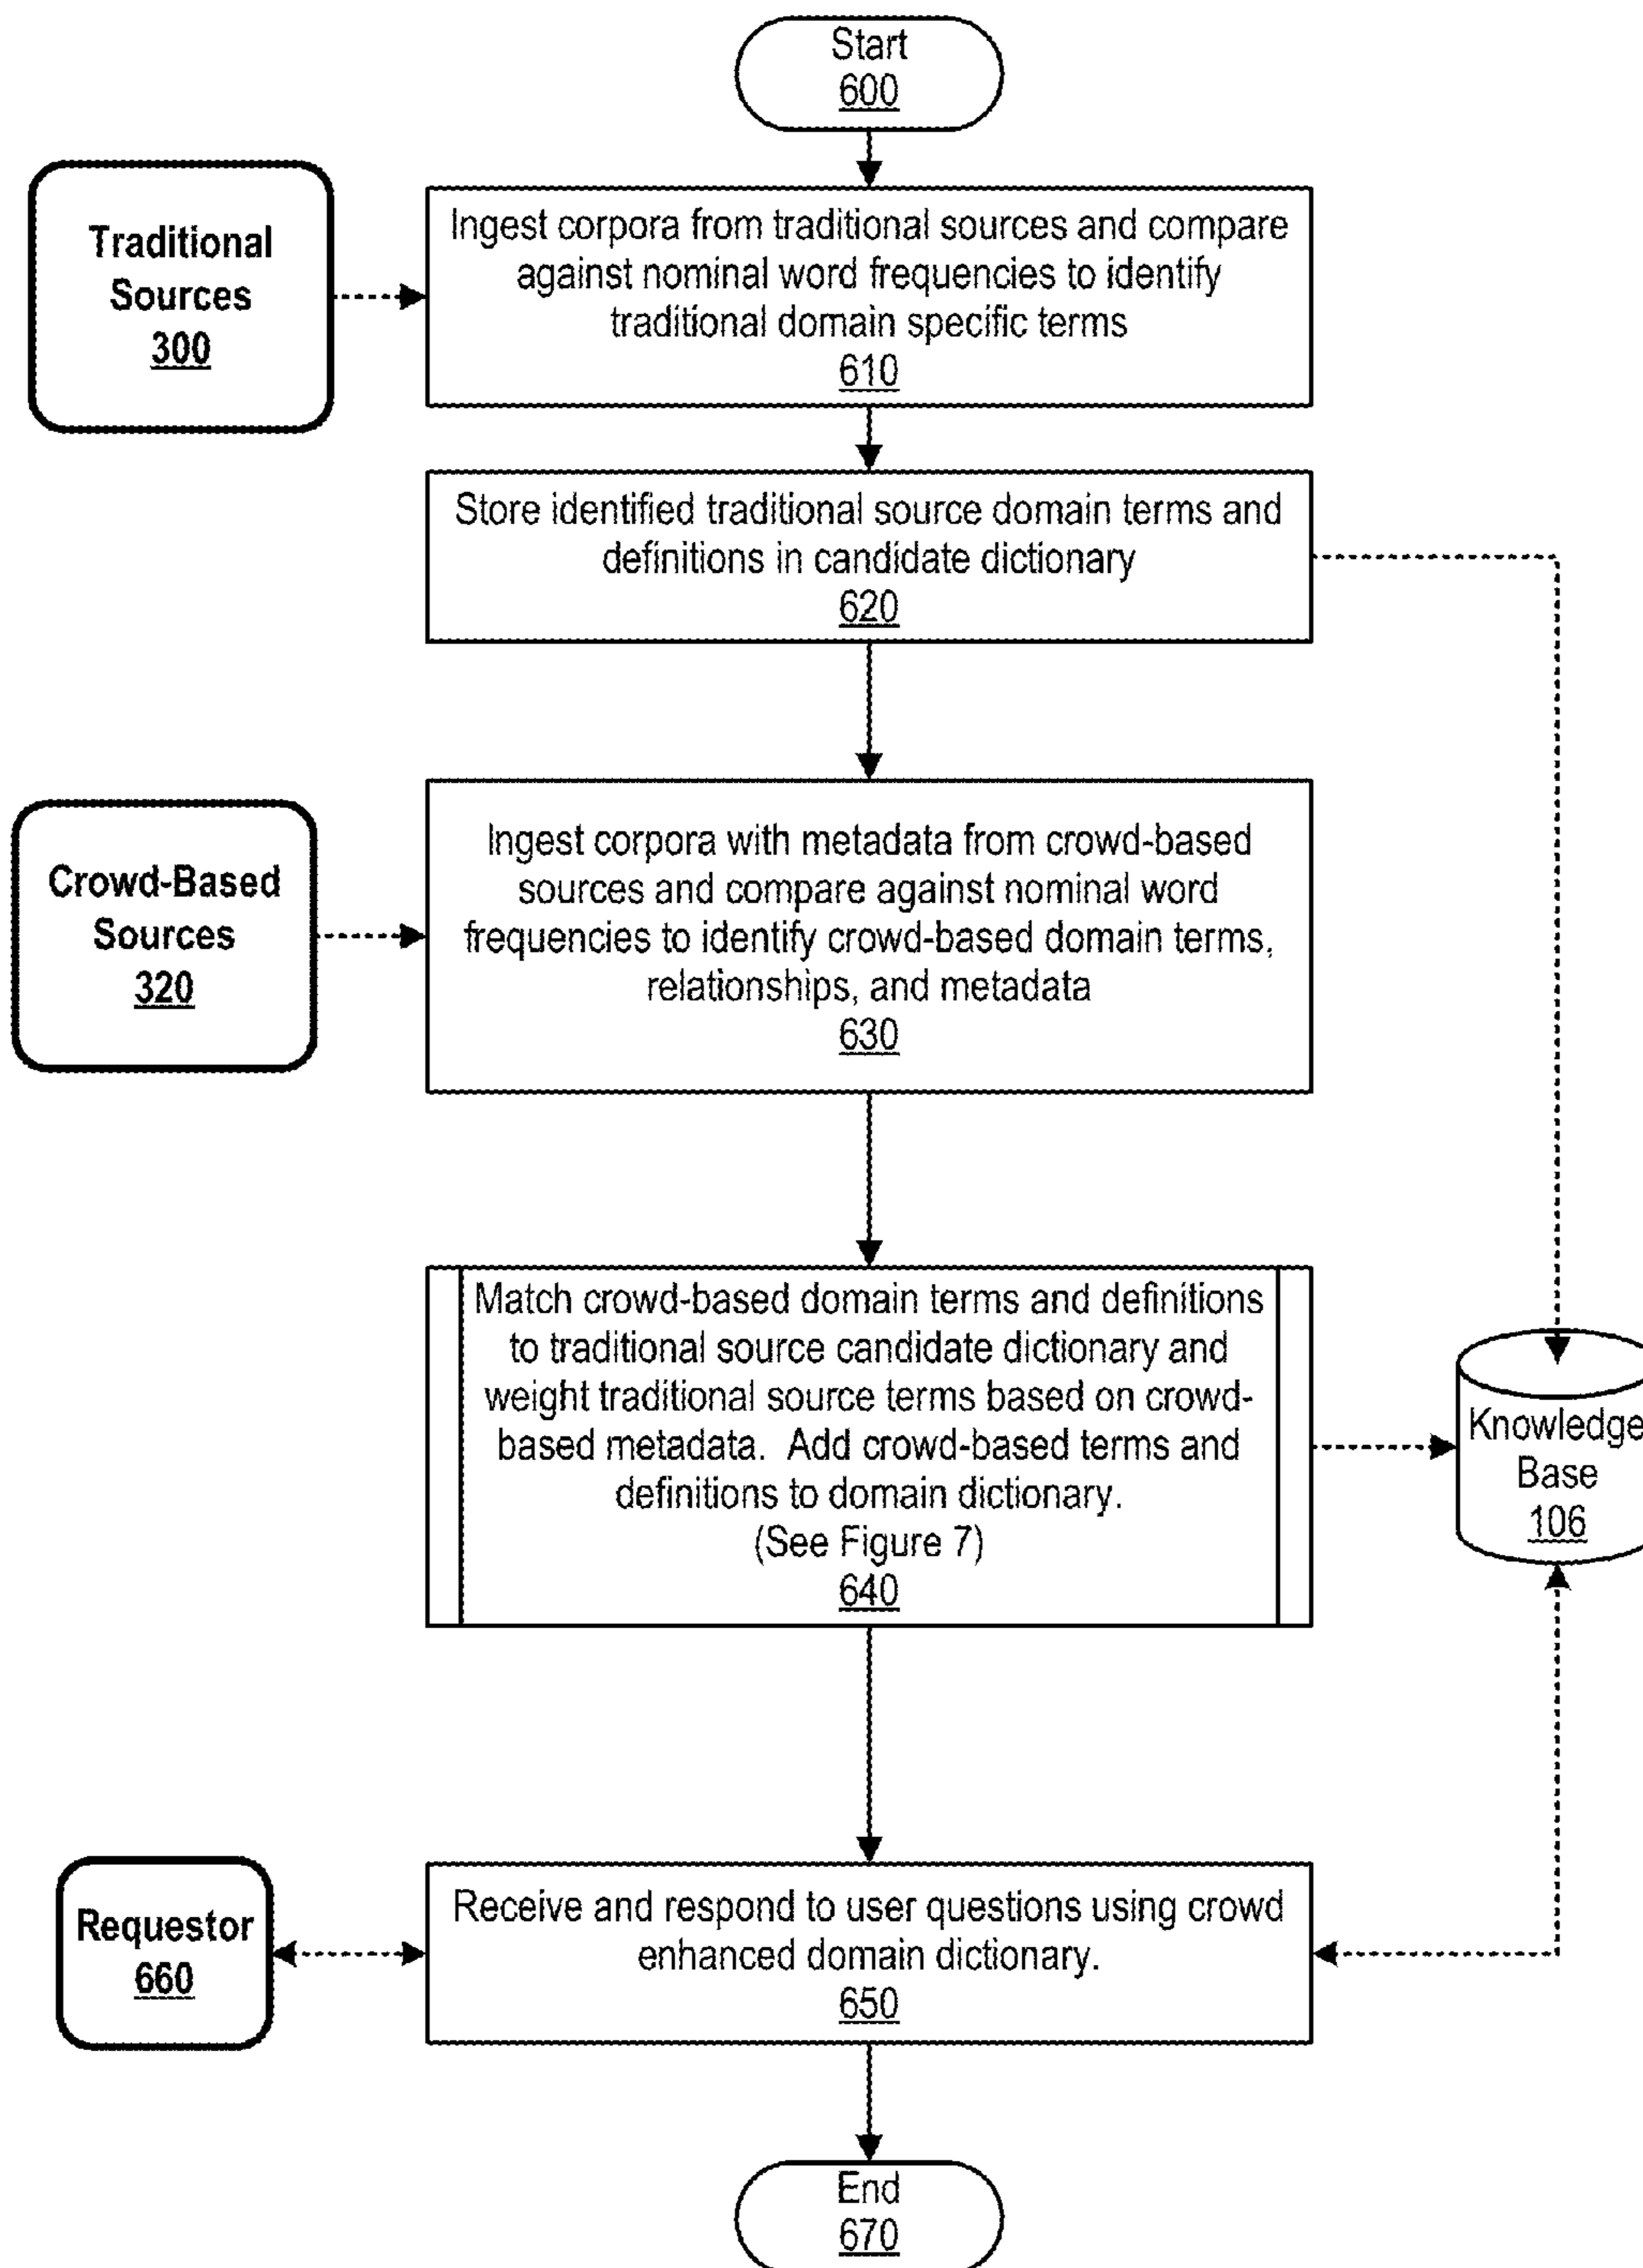 Start
600
Traditional
Sources
300
Ingest corpora from traditional sources and compare
against nominal word frequencies to identify
traditional domain specific terms
610
Store identified traditional source domain terms and
definitions in candidate dictionary
620
Crowd-Based
Sources
320
Ingest corpora with metadata from crowd-based
sources and compare against nominal word
frequencies to identify crowd-based domain terms,
relationships, and metadata
630
Match crowd-based domain terms and definitions
to traditional source candidate dictionary and
weight traditional source terms based on crowd-
based metadata.  Add crowd-based terms and
definitions to domain dictionary.
(See Figure 7)
640
Knowledge
Base
106
Requestor
660
Receive and respond to user questions using crowd
enhanced domain dictionary.
650
End
670